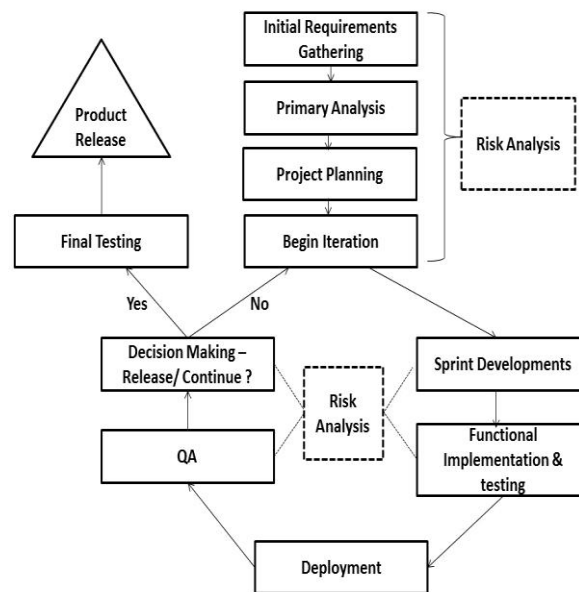 Initial Requirements
Gathering
Primary Analysis
Project Planning
Begin Iteration
Risk Analysis
Product
Release
Final Testing
Yes
No
Decision Making –
Release/ Continue ?
QA
Risk
Analysis
Sprint Developments
Functional
Implementation &
testing
Deployment